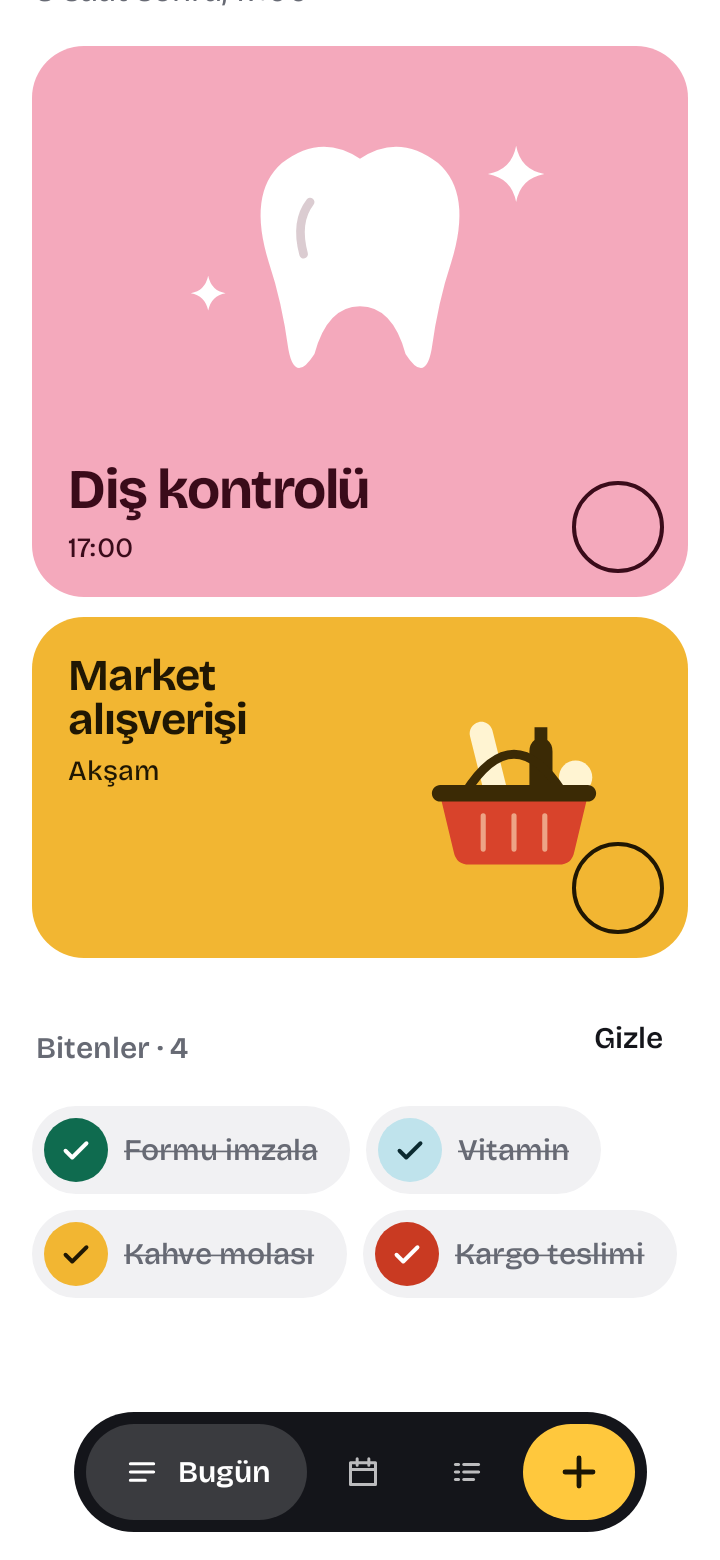 Diş kontrolü
17:00
Market
alışverişi
Akşam
Bitenler · 4
Gizle
Formu imzala
Vitamin
Kahve molası
Kargo teslimi
Bugün